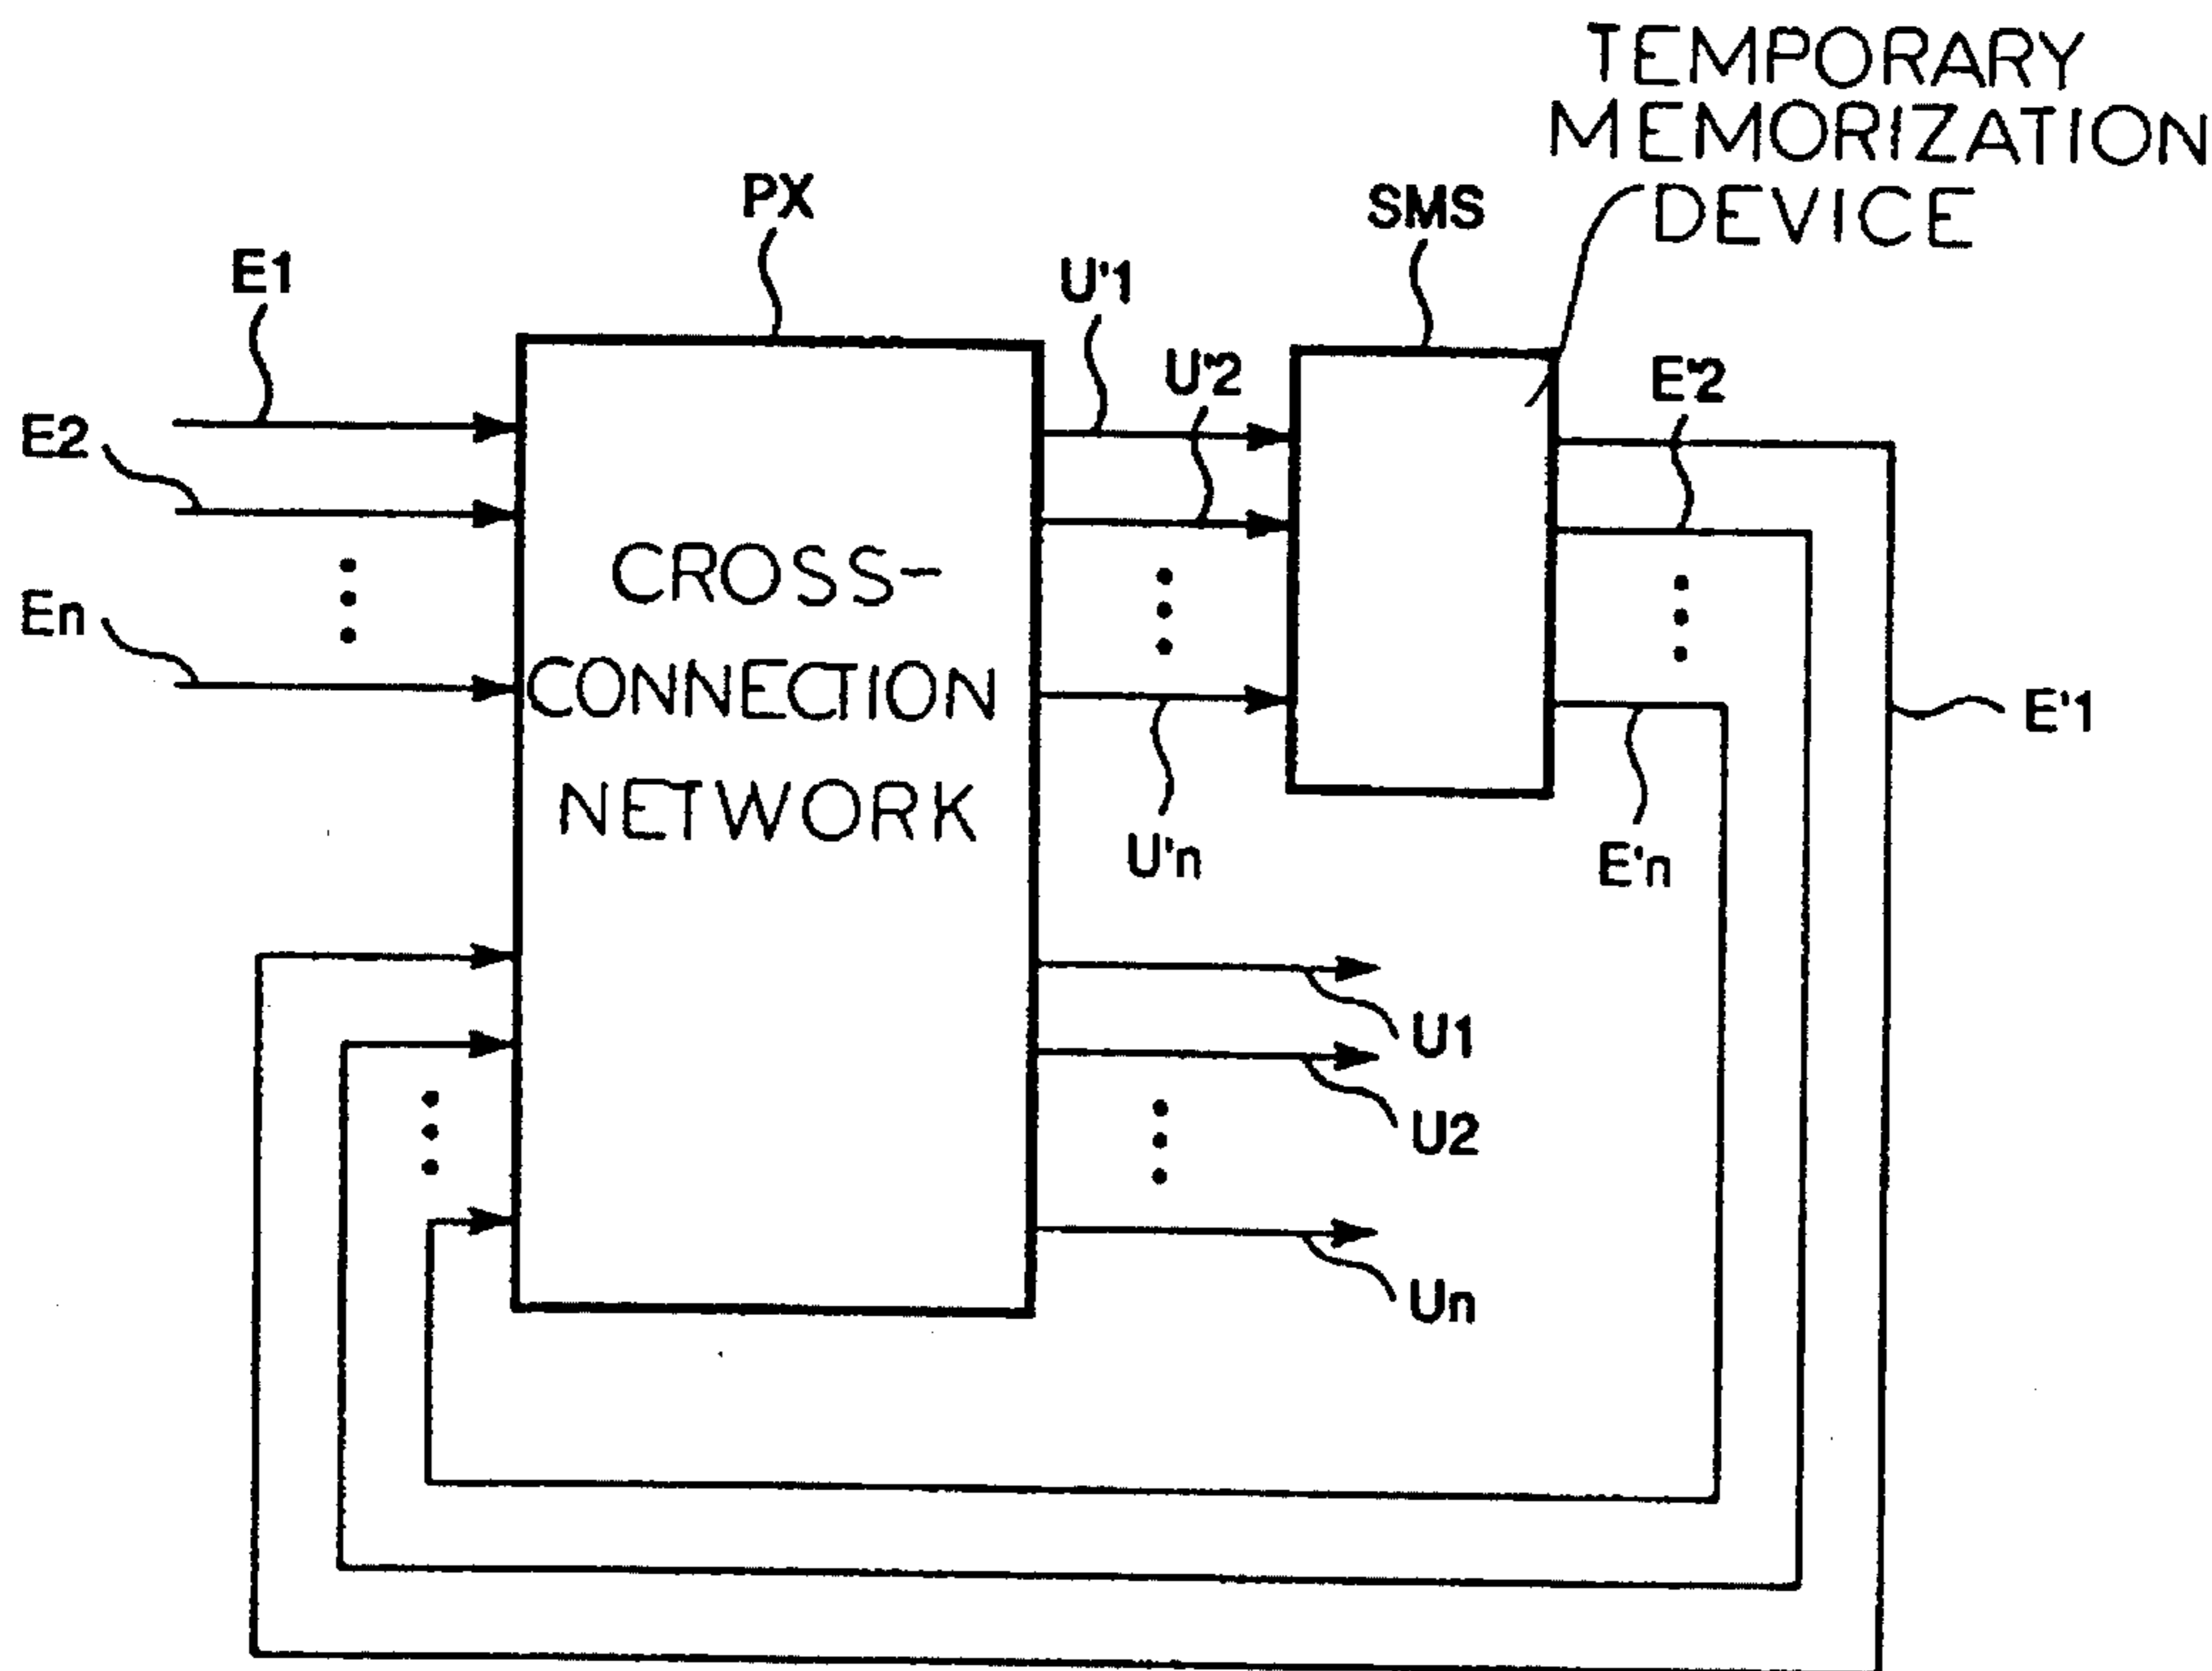 TEMPORARY
MEMORIZATION
DEVICE
PX
SMS
E1
U'1
U'2
E'2
E2
En
CROSS-
CONNECTION
NETWORK
E'1
U'n
E'n
U1
U2
Un